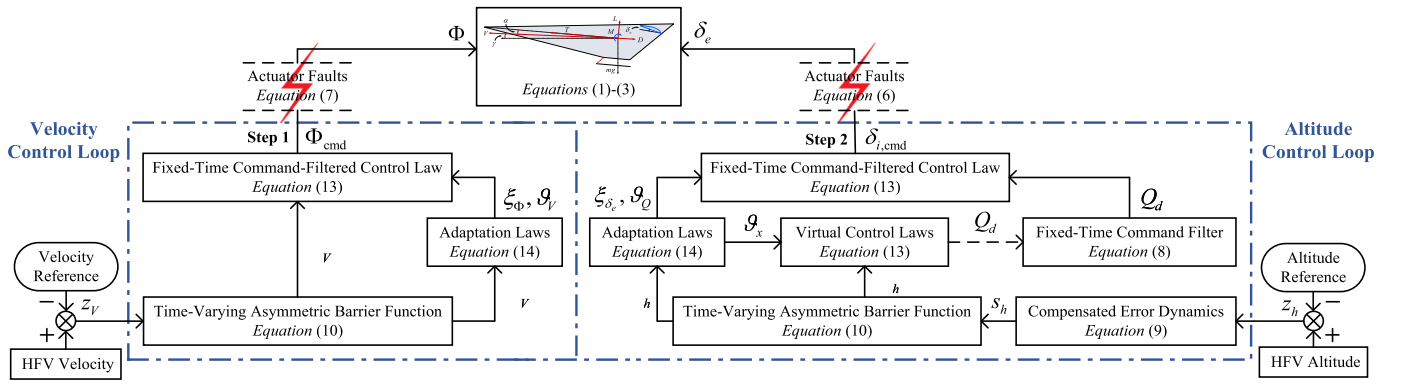 Φ
α
V
γ
T
L
M
D
mg
δe
Equations (1)-(3)
δe
Actuator Faults
Equation (7)
Actuator Faults
Equation (6)
Velocity
Control Loop
Step 1
Φcmd
Fixed-Time Command-Filtered Control Law
Equation (13)
ξΦ, ϑV
Adaptation Laws
Equation (14)
V
V
Time-Varying Asymmetric Barrier Function
Equation (10)
Velocity
Reference
−
zV
+
HFV Velocity
Altitude
Control Loop
Step 2
δi,cmd
Fixed-Time Command-Filtered Control Law
Equation (13)
ξδe, ϑQ
Qd
Adaptation Laws
Equation (14)
ϑx
Virtual Control Laws
Equation (13)
Qd
Fixed-Time Command Filter
Equation (8)
h
h
Time-Varying Asymmetric Barrier Function
Equation (10)
sh
Compensated Error Dynamics
Equation (9)
Altitude
Reference
zh
−
+
HFV Altitude